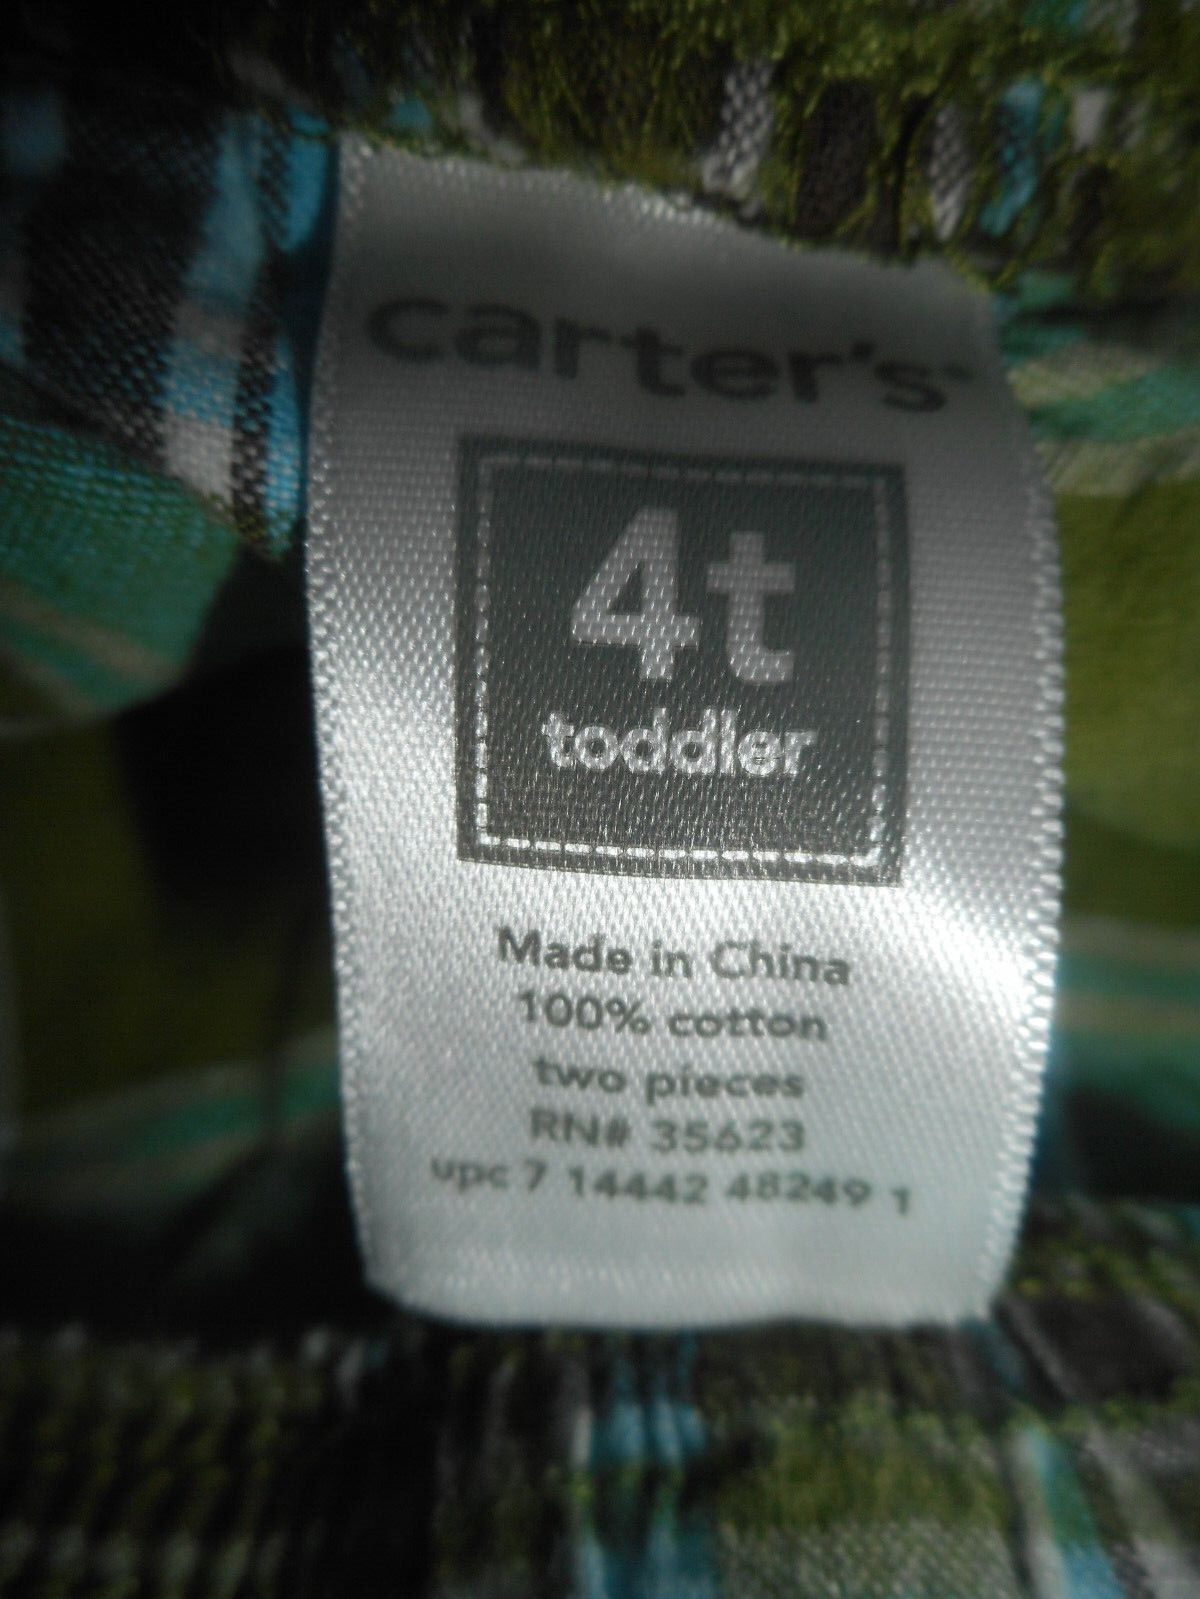 carter's
4t
toddler
Made in China
100% cotton
two pieces
RN# 35623
upc 7 14442 48249 1